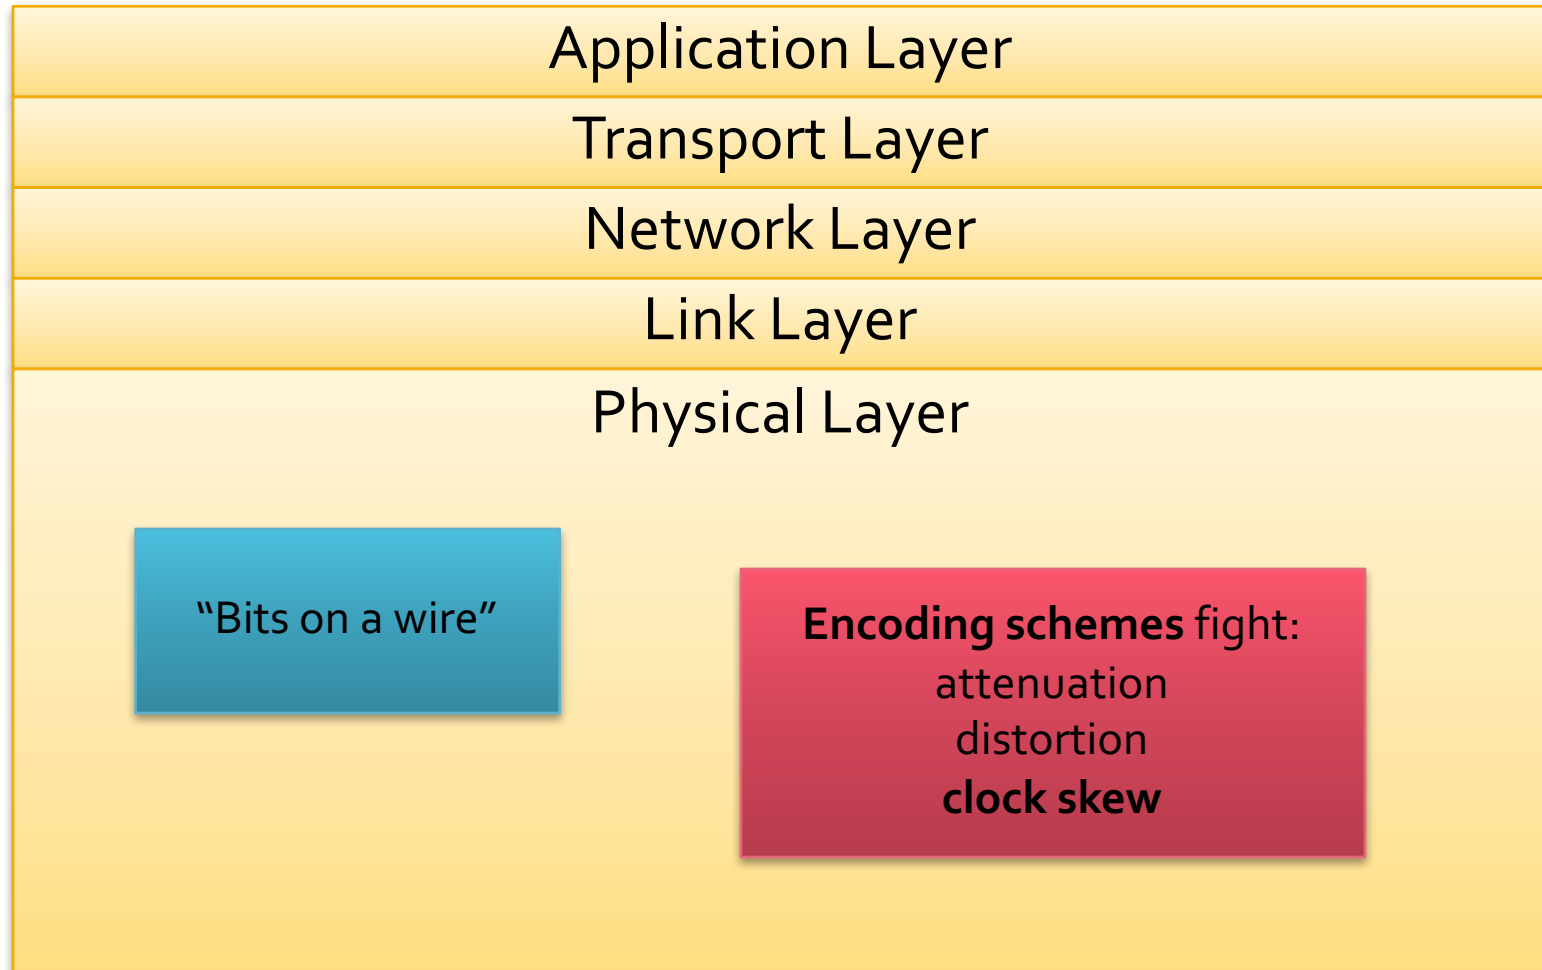 Application Layer
Transport Layer
Network Layer
Link Layer
Physical Layer
“Bits on a wire”
Encoding schemes fight:
attenuation
distortion
clock skew